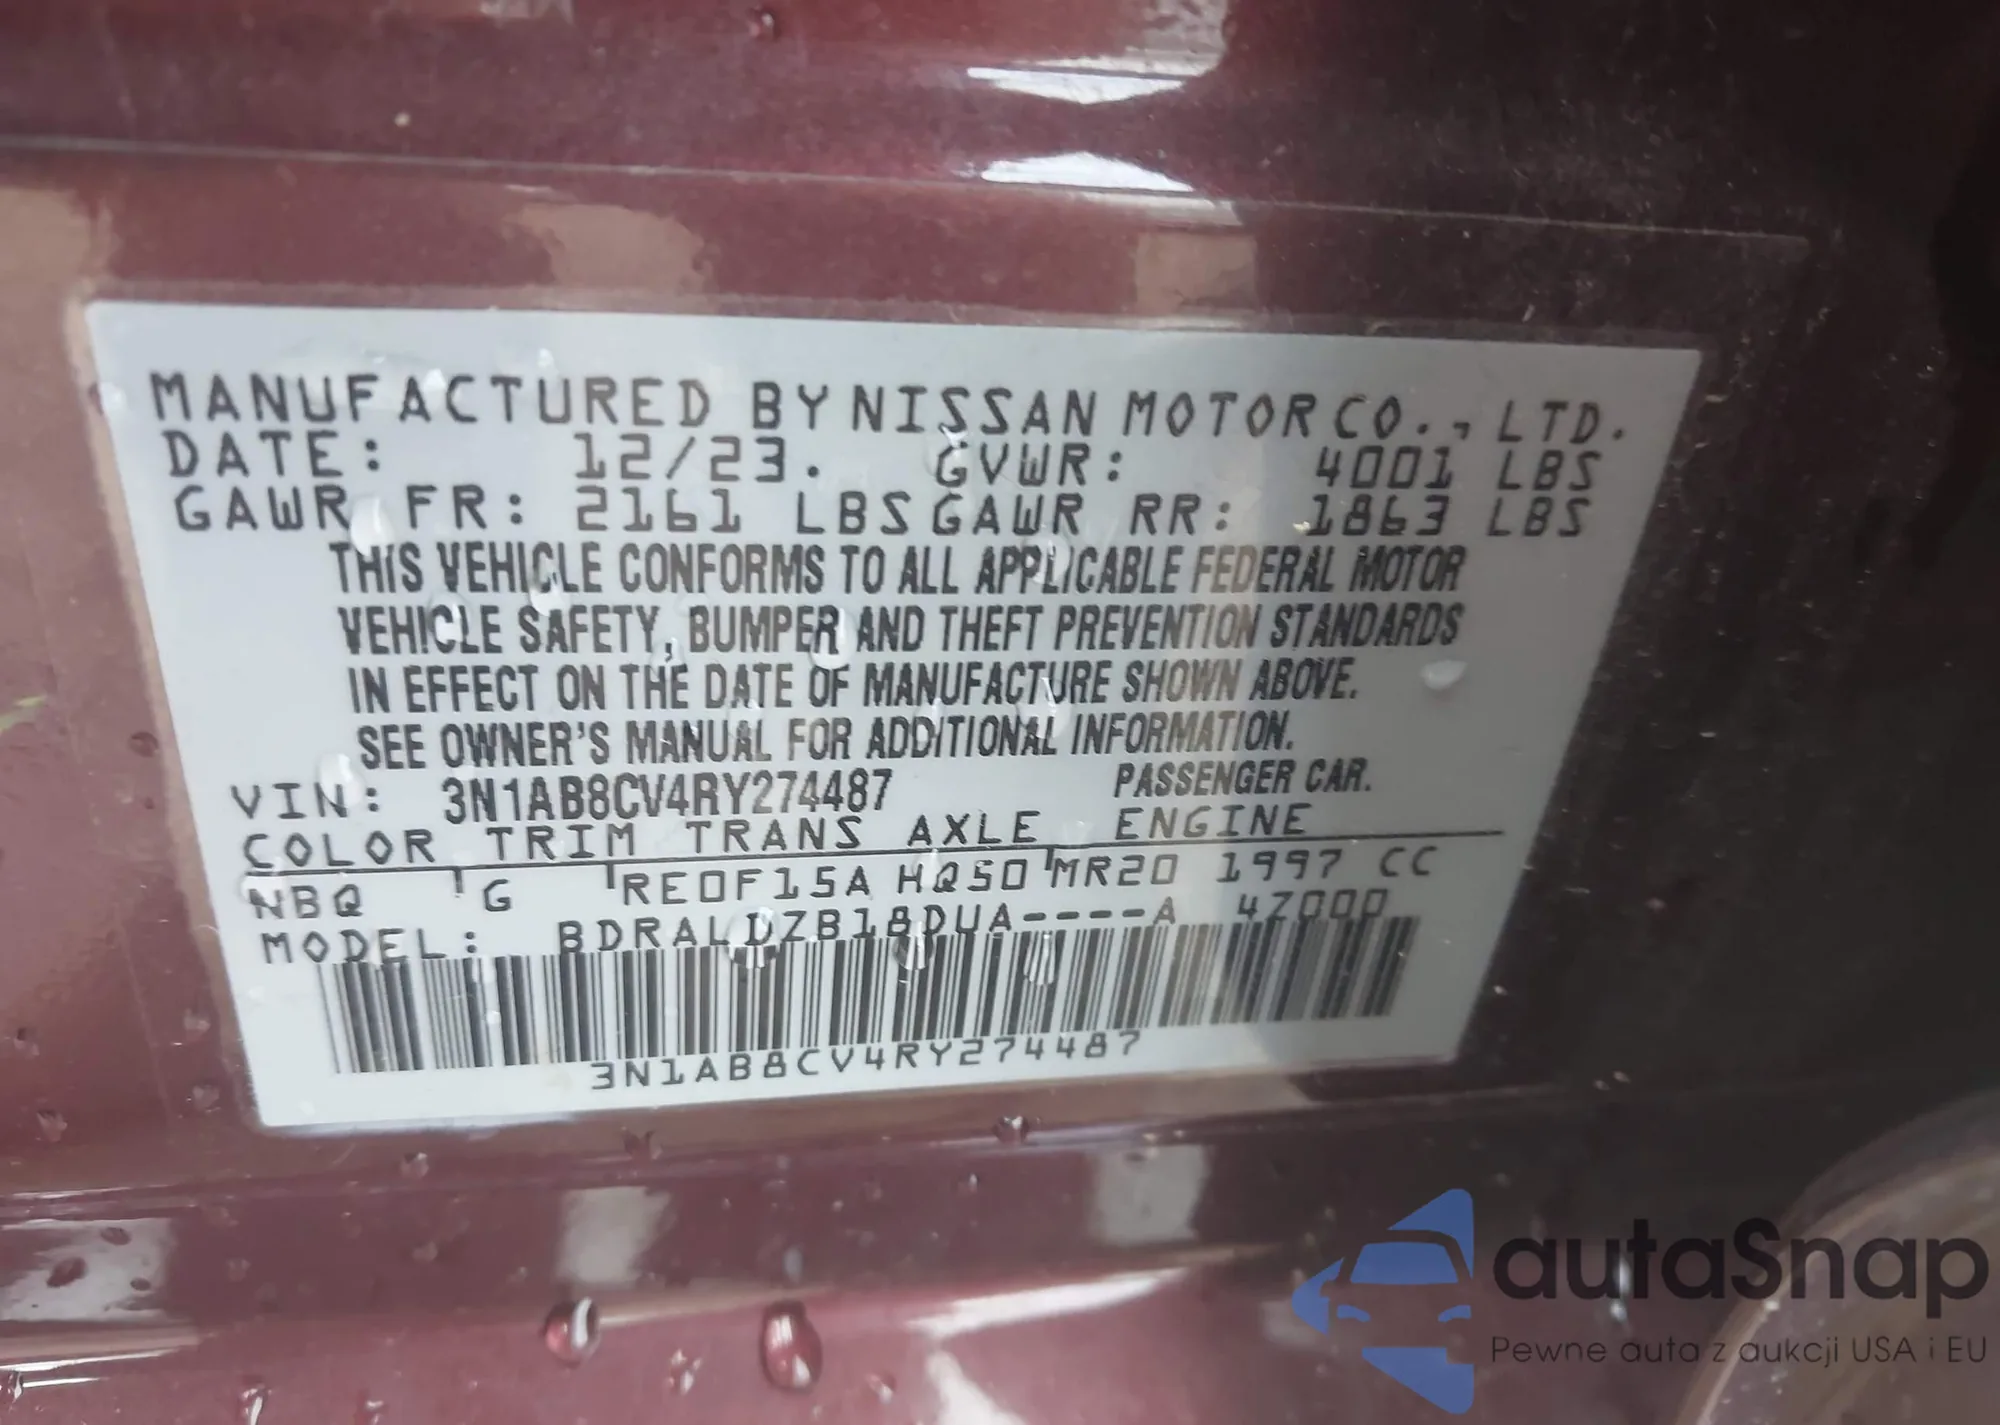 MANUFACTURED BY NISSAN MOTOR CO., LTD.
DATE: 12/23. GVWR: 4001 LBS
GAWR FR: 2161 LBS GAWR RR: 1863 LBS
THIS VEHICLE CONFORMS TO ALL APPLICABLE FEDERAL MOTOR
VEHICLE SAFETY, BUMPER AND THEFT PREVENTION STANDARDS
IN EFFECT ON THE DATE OF MANUFACTURE SHOWN ABOVE.
SEE OWNER'S MANUAL FOR ADDITIONAL INFORMATION.
VIN: 3N1AB8CV4RY274487 PASSENGER CAR.
COLOR TRIM TRANS AXLE ENGINE
NBQ G RE0F15A HQ50 MR20 1997 CC
MODEL: BDRALDZB18DUA----A 4Z000
3N1AB8CV4RY274487
autaSnap
Pewne auta z aukcji USA i EU